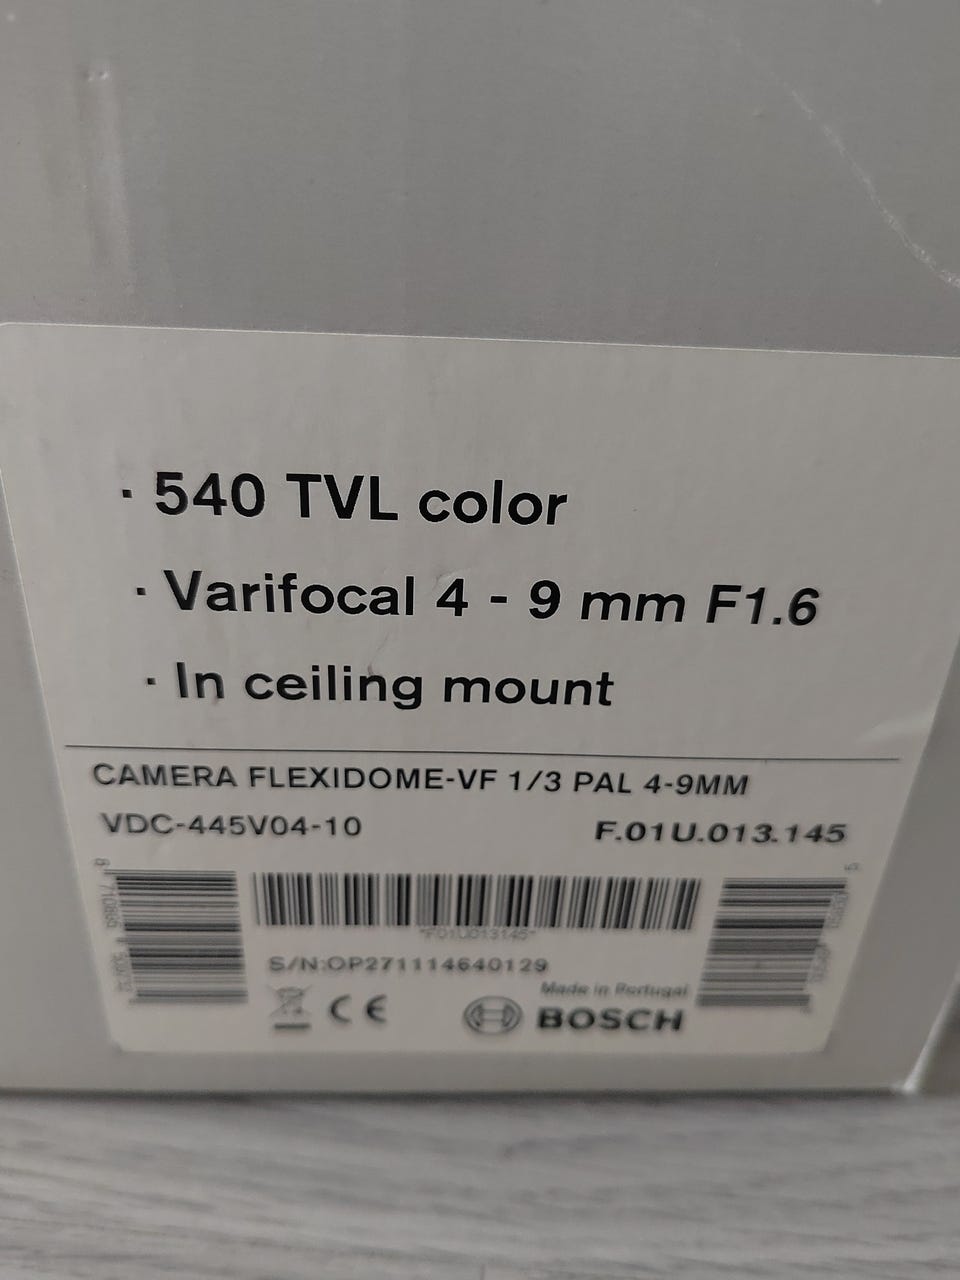 · 540 TVL color
· Varifocal 4 - 9 mm F1.6
· In ceiling mount
CAMERA FLEXIDOME-VF 1/3 PAL 4-9MM
VDC-445V04-10 F.01U.013.145
*F01U013145*
S/N:OP271114640129
Made in Portugal
CE BOSCH